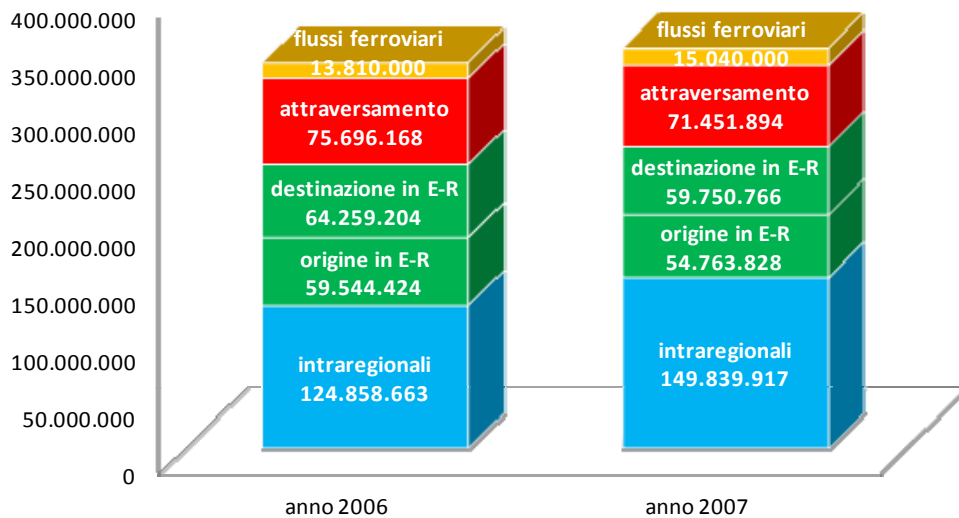 400.000.000
350.000.000
300.000.000
250.000.000
200.000.000
150.000.000
100.000.000
50.000.000
0
flussi ferroviari
13.810.000
attraversamento
75.696.168
destinazione in E-R
64.259.204
origine in E-R
59.544.424
intraregionali
124.858.663
flussi ferroviari
15.040.000
attraversamento
71.451.894
destinazione in E-R
59.750.766
origine in E-R
54.763.828
intraregionali
149.839.917
anno 2006
anno 2007